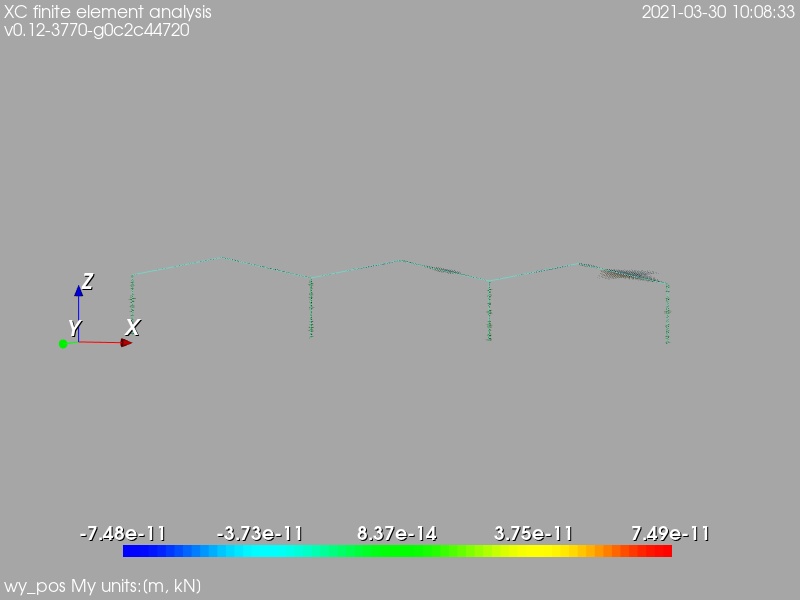 XC finite element analysis
v0.12-3770-g0c2c44720
2021-03-30 10:08:33
Z
Y
X
-7.48e-11 -3.73e-11 8.37e-14 3.75e-11 7.49e-11
wy_pos My units:[m, kN]